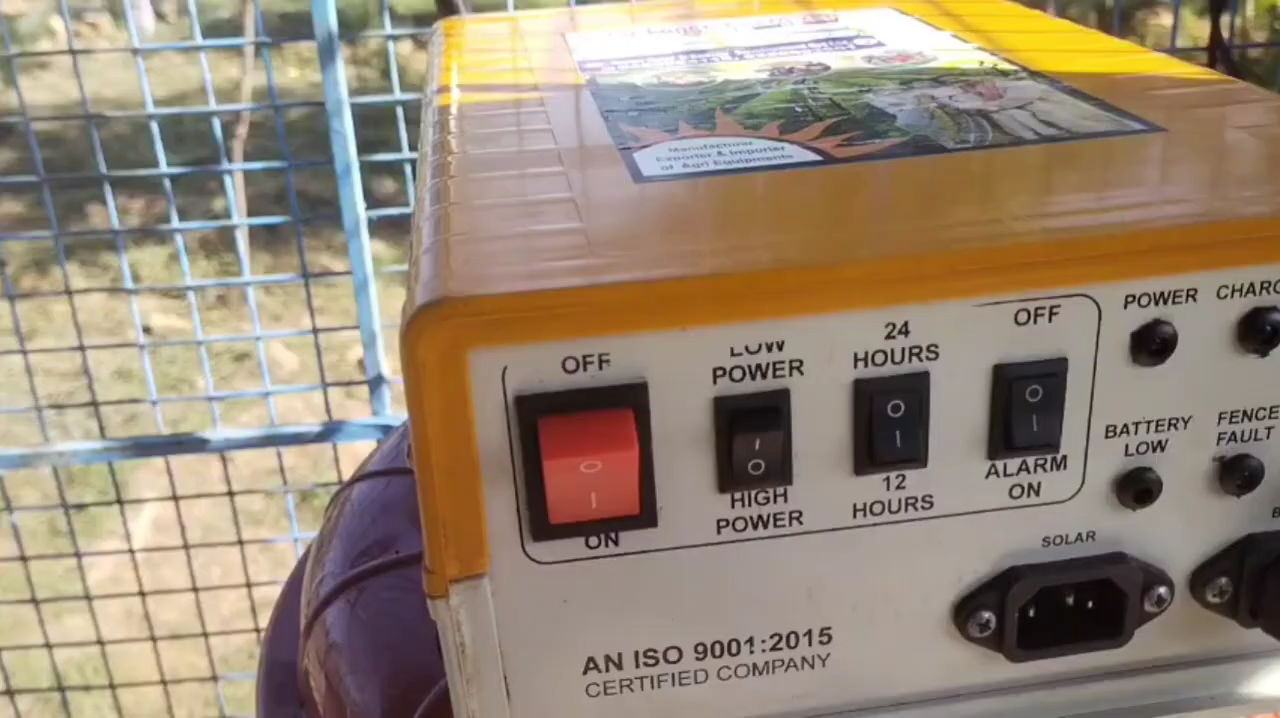 Manufacturer
Exporter & Importer
of Agri Equipments
OFF
ON
LOW
POWER
HIGH
POWER
24
HOURS
12
HOURS
OFF
ALARM
ON
POWER
BATTERY
LOW
FENCE
FAULT
SOLAR
AN ISO 9001:2015
CERTIFIED COMPANY